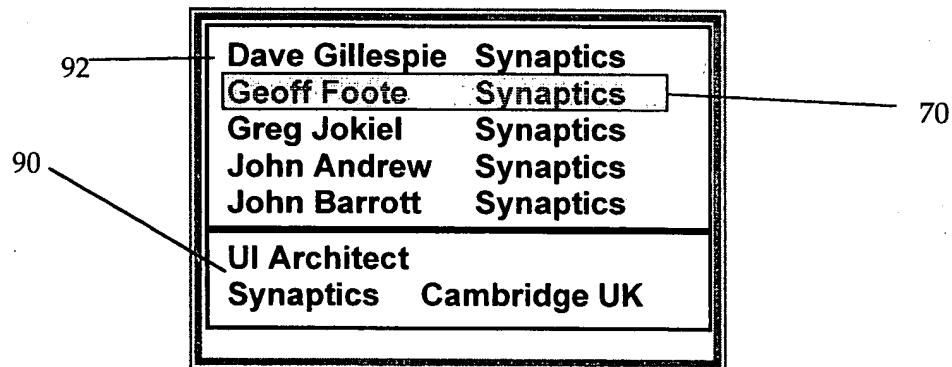 92
Dave Gillespie Synaptics
Geoff Foote Synaptics
70
Greg Jokiel Synaptics
90
John Andrew Synaptics
John Barrott Synaptics
UI Architect
Synaptics Cambridge UK